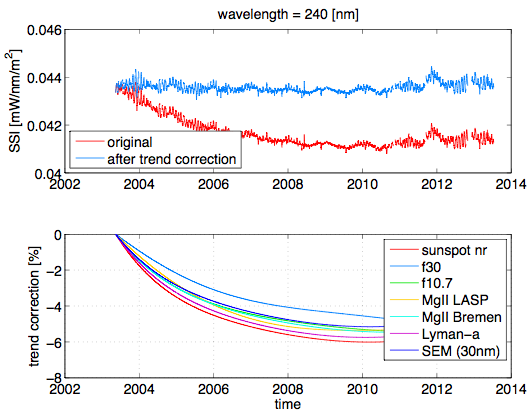 wavelength = 240 [nm]
SSI [mW/nm/m²]
0.046
0.044
0.042
0.04
original
after trend correction
2002
2004
2006
2008
2010
2012
2014
trend correction [%]
0
−2
−4
−6
−8
sunspot nr
f30
f10.7
MgII LASP
MgII Bremen
Lyman−a
SEM (30nm)
2002
2004
2006
2008
2010
2012
2014
time